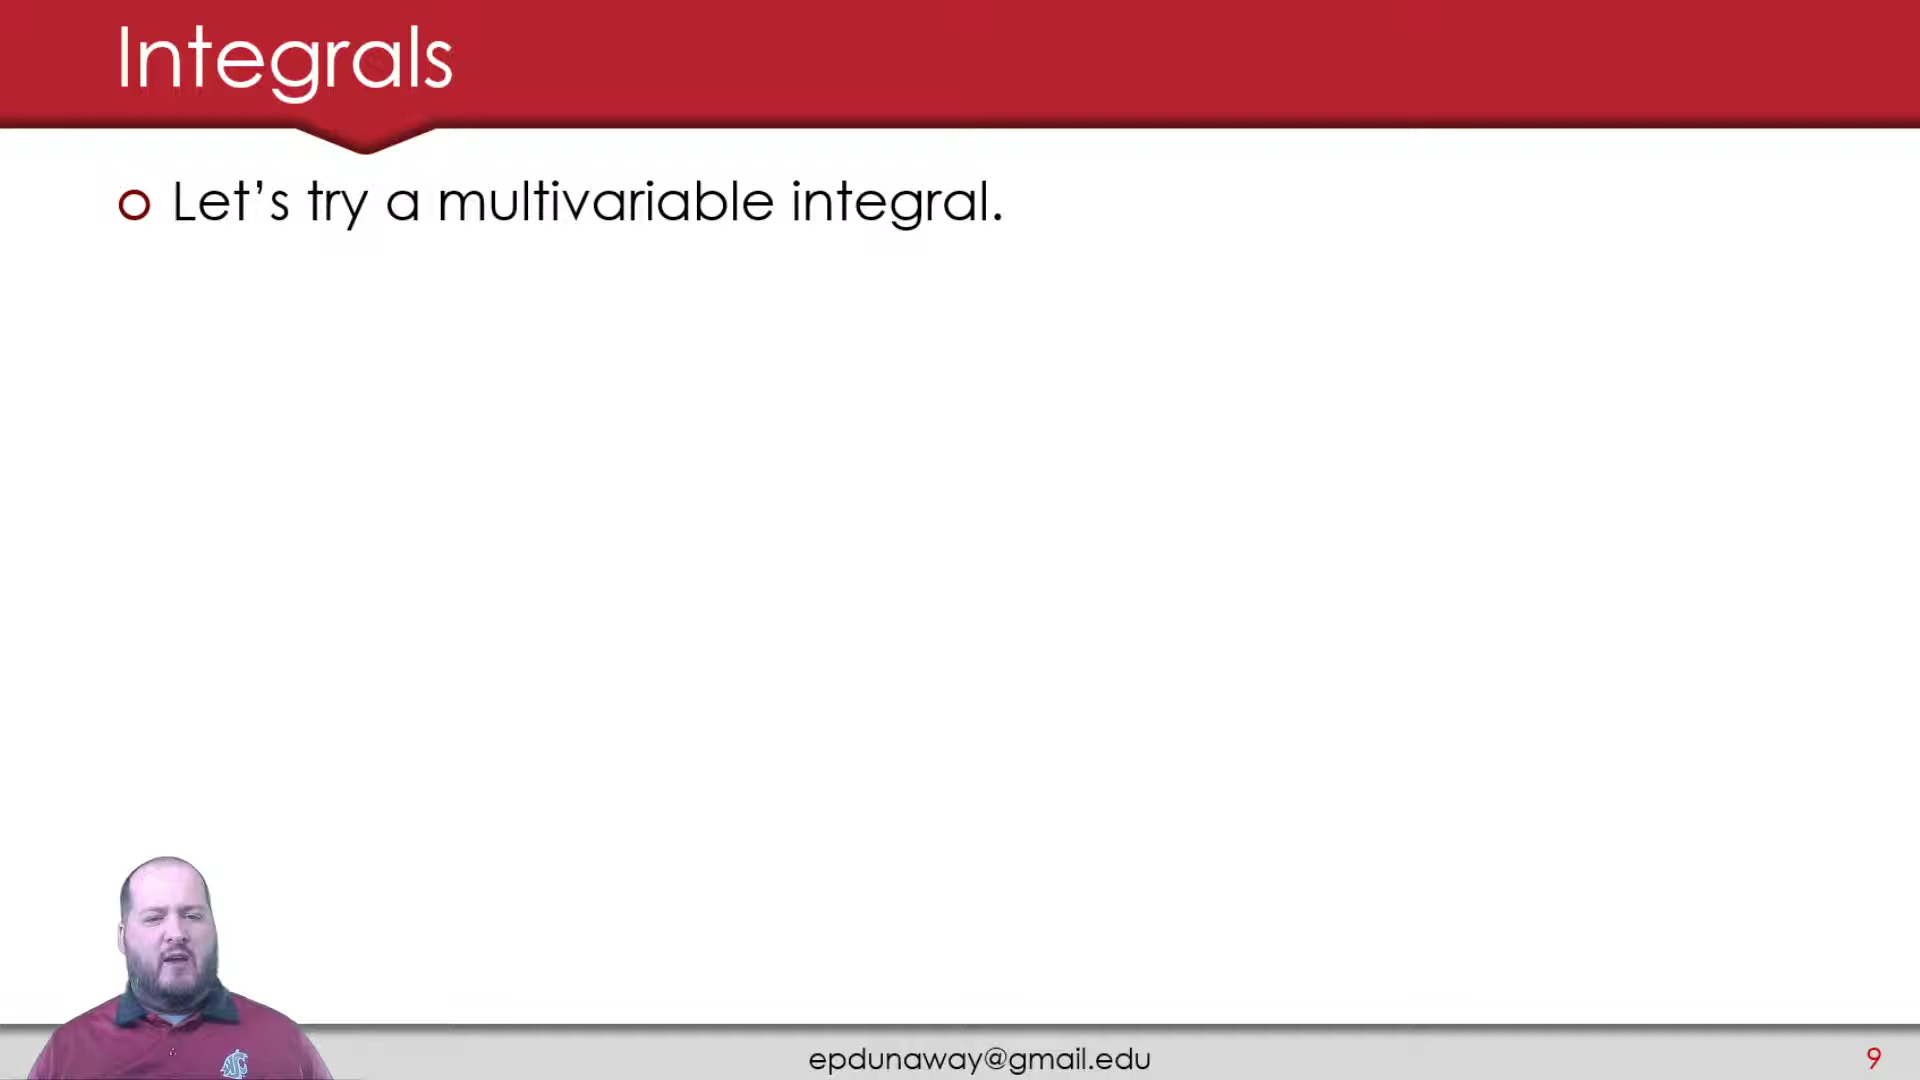 Integrals
Let’s try a multivariable integral.
epdunaway@gmail.edu
9